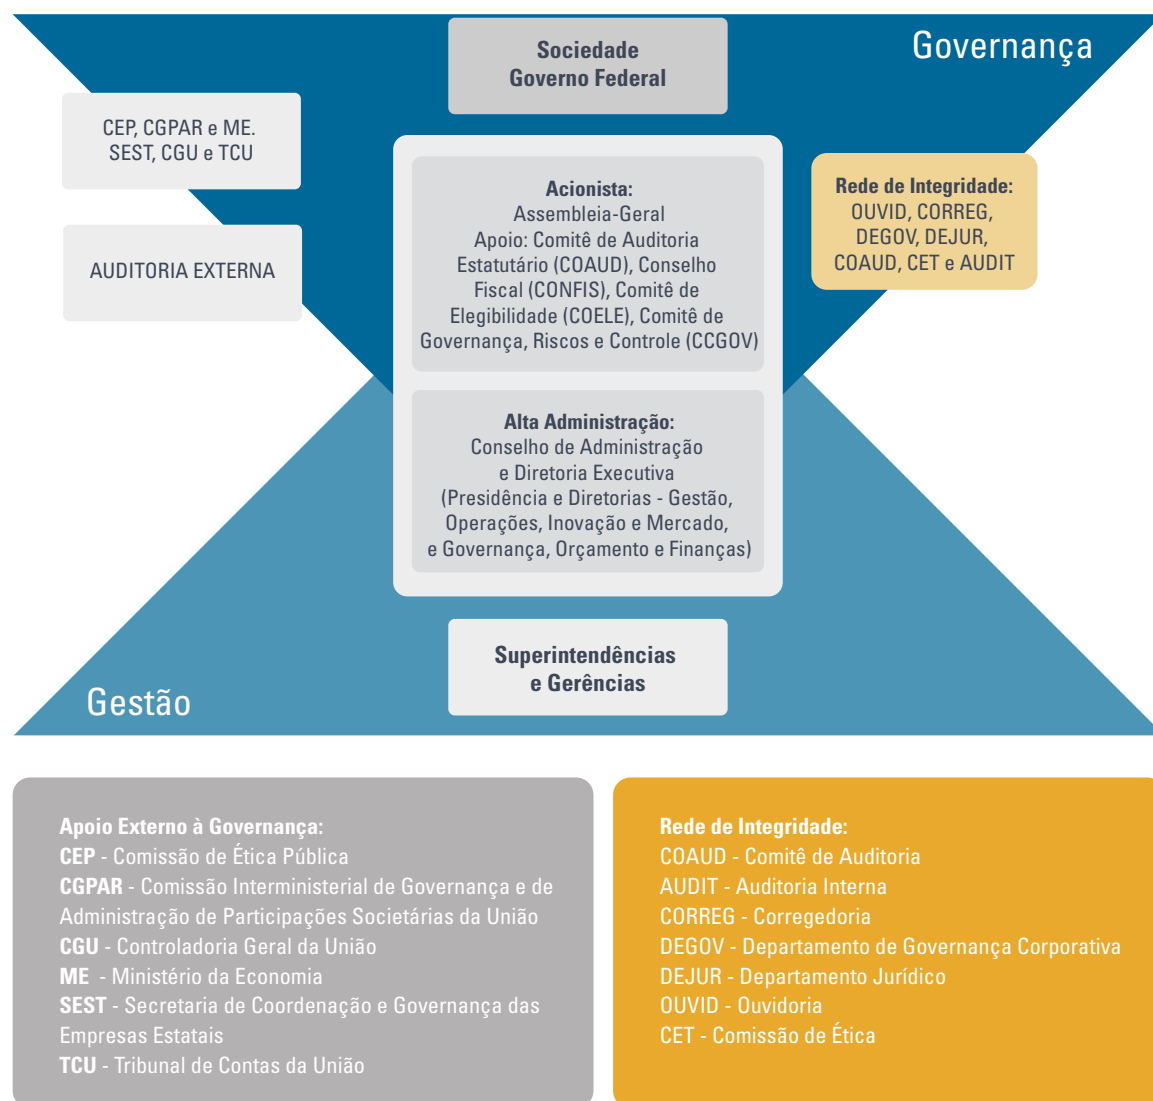 Sociedade
Governo Federal
Governança
CEP, CGPAR e ME.
SEST, CGU e TCU
AUDITORIA EXTERNA
Acionista:
Assembleia-Geral
Apoio: Comitê de Auditoria
Estatutário (COAUD), Conselho
Fiscal (CONFIS), Comitê de
Elegibilidade (COELE), Comitê de
Governança, Riscos e Controle (CCGOV)
Rede de Integridade:
OUVID, CORREG,
DEGOV, DEJUR,
COAUD, CET e AUDIT
Alta Administração:
Conselho de Administração
e Diretoria Executiva
(Presidência e Diretorias - Gestão,
Operações, Inovação e Mercado,
e Governança, Orçamento e Finanças)
Superintendências
e Gerências
Gestão
Apoio Externo à Governança:
CEP - Comissão de Ética Pública
CGPAR - Comissão Interministerial de Governança e de
Administração de Participações Societárias da União
CGU - Controladoria Geral da União
ME - Ministério da Economia
SEST - Secretaria de Coordenação e Governança das
Empresas Estatais
TCU - Tribunal de Contas da União
Rede de Integridade:
COAUD - Comitê de Auditoria
AUDIT - Auditoria Interna
CORREG - Corregedoria
DEGOV - Departamento de Governança Corporativa
DEJUR - Departamento Jurídico
OUVID - Ouvidoria
CET - Comissão de Ética